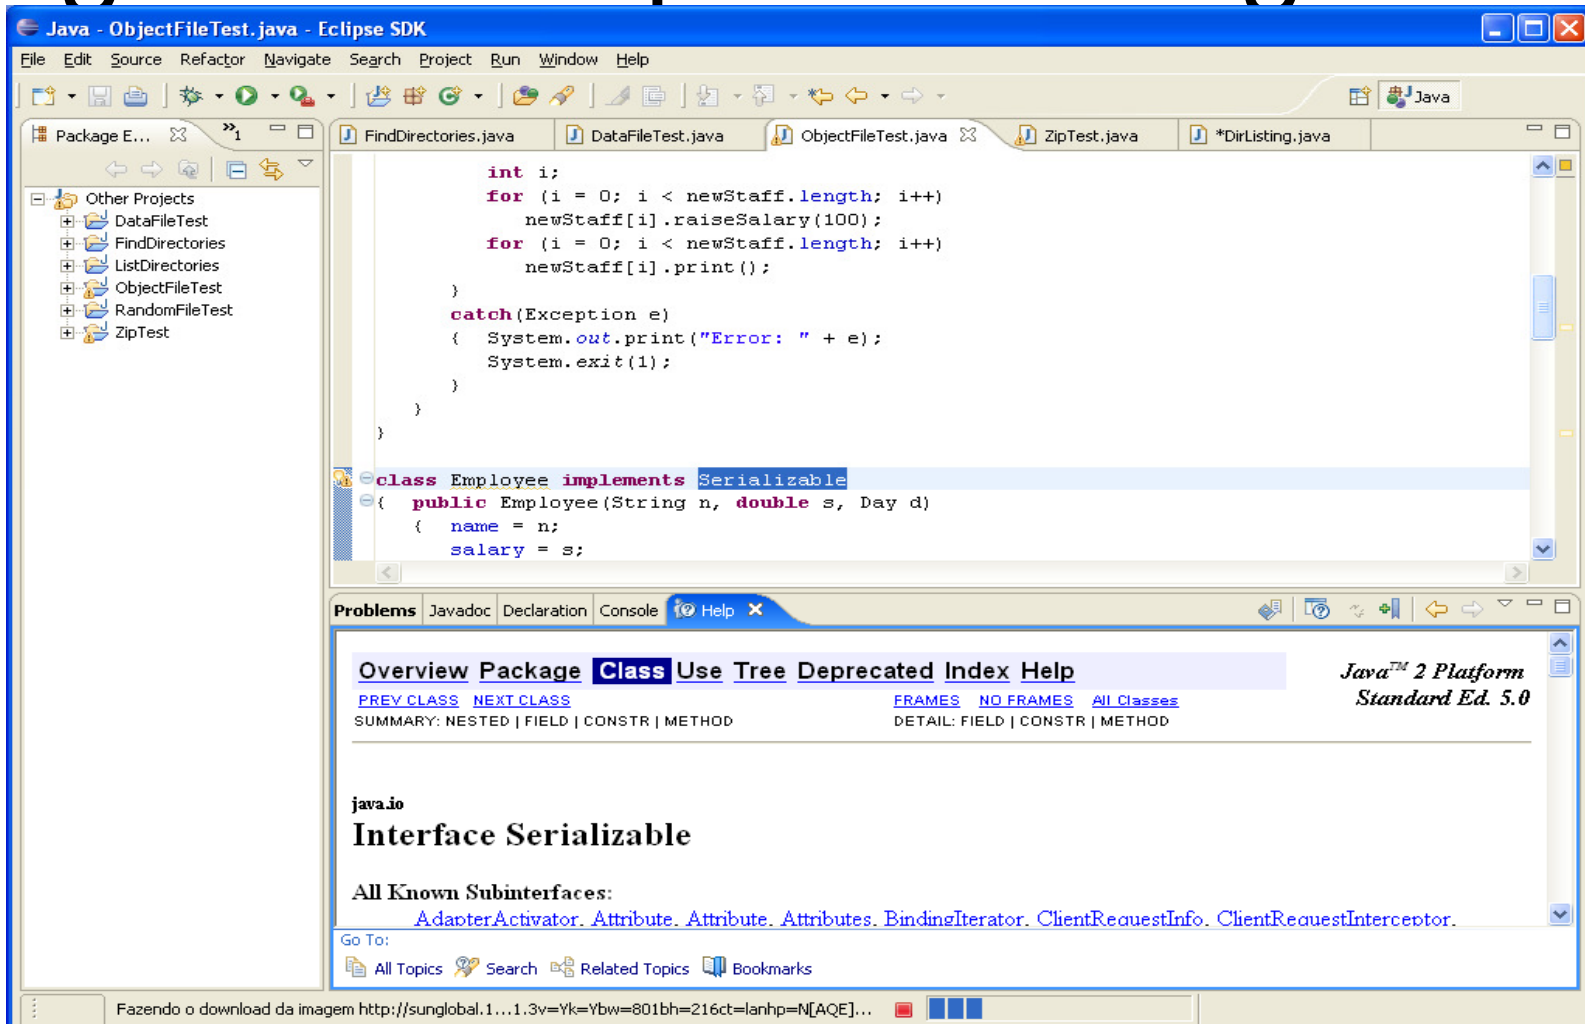 Java - ObjectFileTest.java - Eclipse SDK
File Edit Source Refactor Navigate Search Project Run Window Help
Java
Package E... »1
FindDirectories.java DataFileTest.java ObjectFileTest.java ZipTest.java *DirListing.java
Other Projects
DataFileTest
FindDirectories
ListDirectories
ObjectFileTest
RandomFileTest
ZipTest
int i;
for (i = 0; i < newStaff.length; i++)
newStaff[i].raiseSalary(100);
for (i = 0; i < newStaff.length; i++)
newStaff[i].print();
}
catch(Exception e)
{ System.out.print("Error: " + e);
System.exit(1);
}
}
}
class Employee implements Serializable
{ public Employee(String n, double s, Day d)
{ name = n;
salary = s;
Problems Javadoc Declaration Console Help
Overview Package Class Use Tree Deprecated Index Help
Java™ 2 Platform
Standard Ed. 5.0
PREV CLASS NEXT CLASS FRAMES NO FRAMES All Classes
SUMMARY: NESTED | FIELD | CONSTR | METHOD DETAIL: FIELD | CONSTR | METHOD
java.io
Interface Serializable
All Known Subinterfaces:
AdapterActivator, Attribute, Attribute, Attributes, BindingIterator, ClientRequestInfo, ClientRequestInterceptor,
Go To:
All Topics Search Related Topics Bookmarks
Fazendo o download da imagem http://sunglobal.1...1.3v=Yk=Ybw=801bh=216ct=lanhp=N[AQE]...